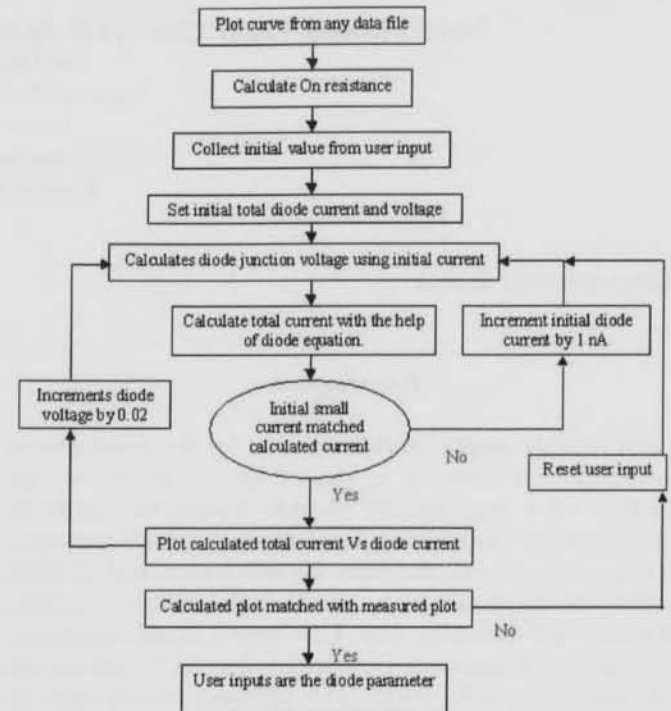 Plot curve from any data file
Calculate On resistance
Collect initial value from user input
Set initial total diode current and voltage
Calculates diode junction voltage using initial current
Calculate total current with the help
of diode equation.
Increment initial diode
current by 1 nA
Increments diode
voltage by 0.02
Initial small
current matched
calculated current
No
Reset user input
Yes
Plot calculated total current Vs diode current
Calculated plot matched with measured plot
No
Yes
User inputs are the diode parameter